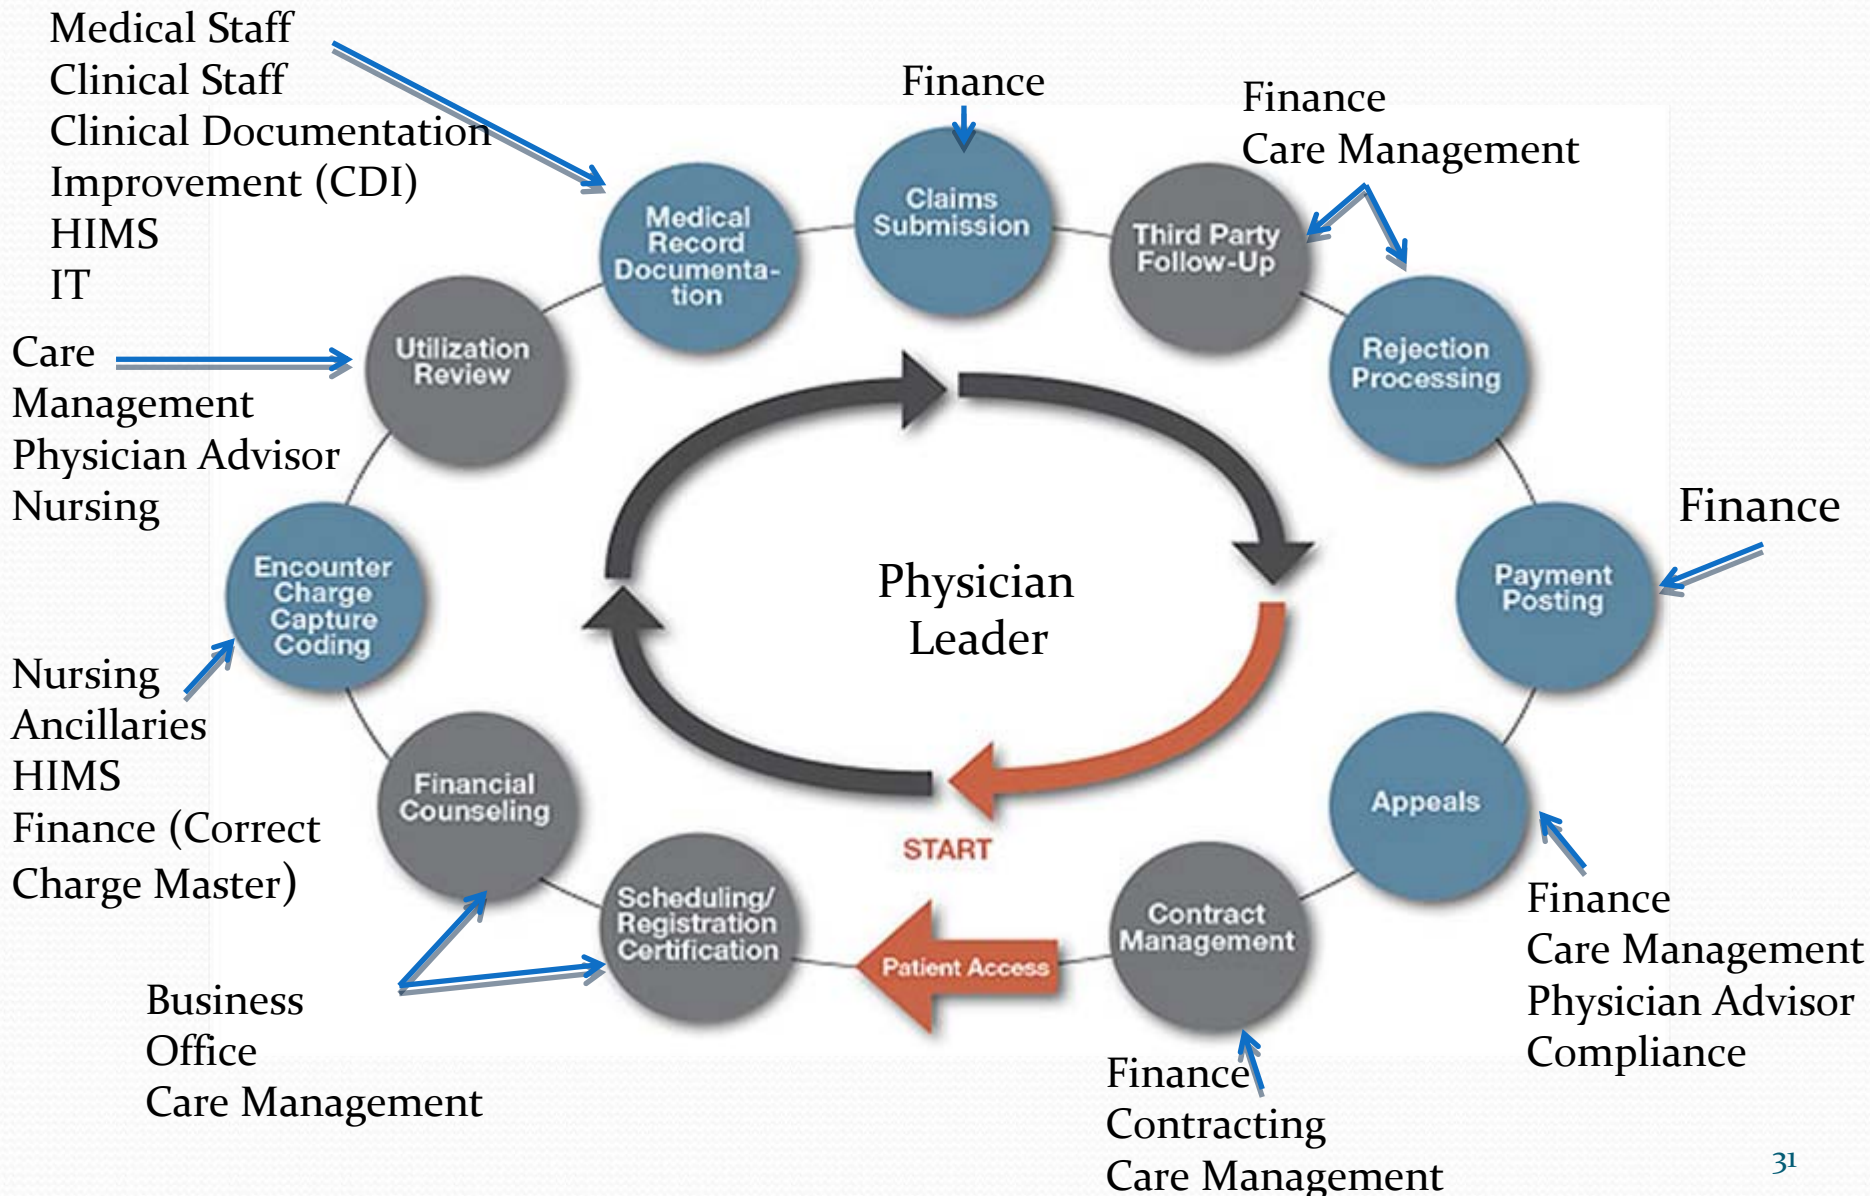 Medical Staff
Clinical Staff
Clinical Documentation
Improvement (CDI)
HIMS
IT
Finance
Finance
Care Management
Claims
Submission
Medical
Record
Documenta-
tion
Third Party
Follow-Up
Care
Management
Physician Advisor
Nursing
Utilization
Review
Rejection
Processing
Finance
Encounter
Charge
Capture
Coding
Physician
Leader
Payment
Posting
Nursing
Ancillaries
HIMS
Finance (Correct
Charge Master)
Financial
Counseling
Appeals
START
Scheduling/
Registration
Certification
Patient Access
Contract
Management
Finance
Care Management
Physician Advisor
Compliance
Business
Office
Care Management
Finance
Contracting
Care Management
31